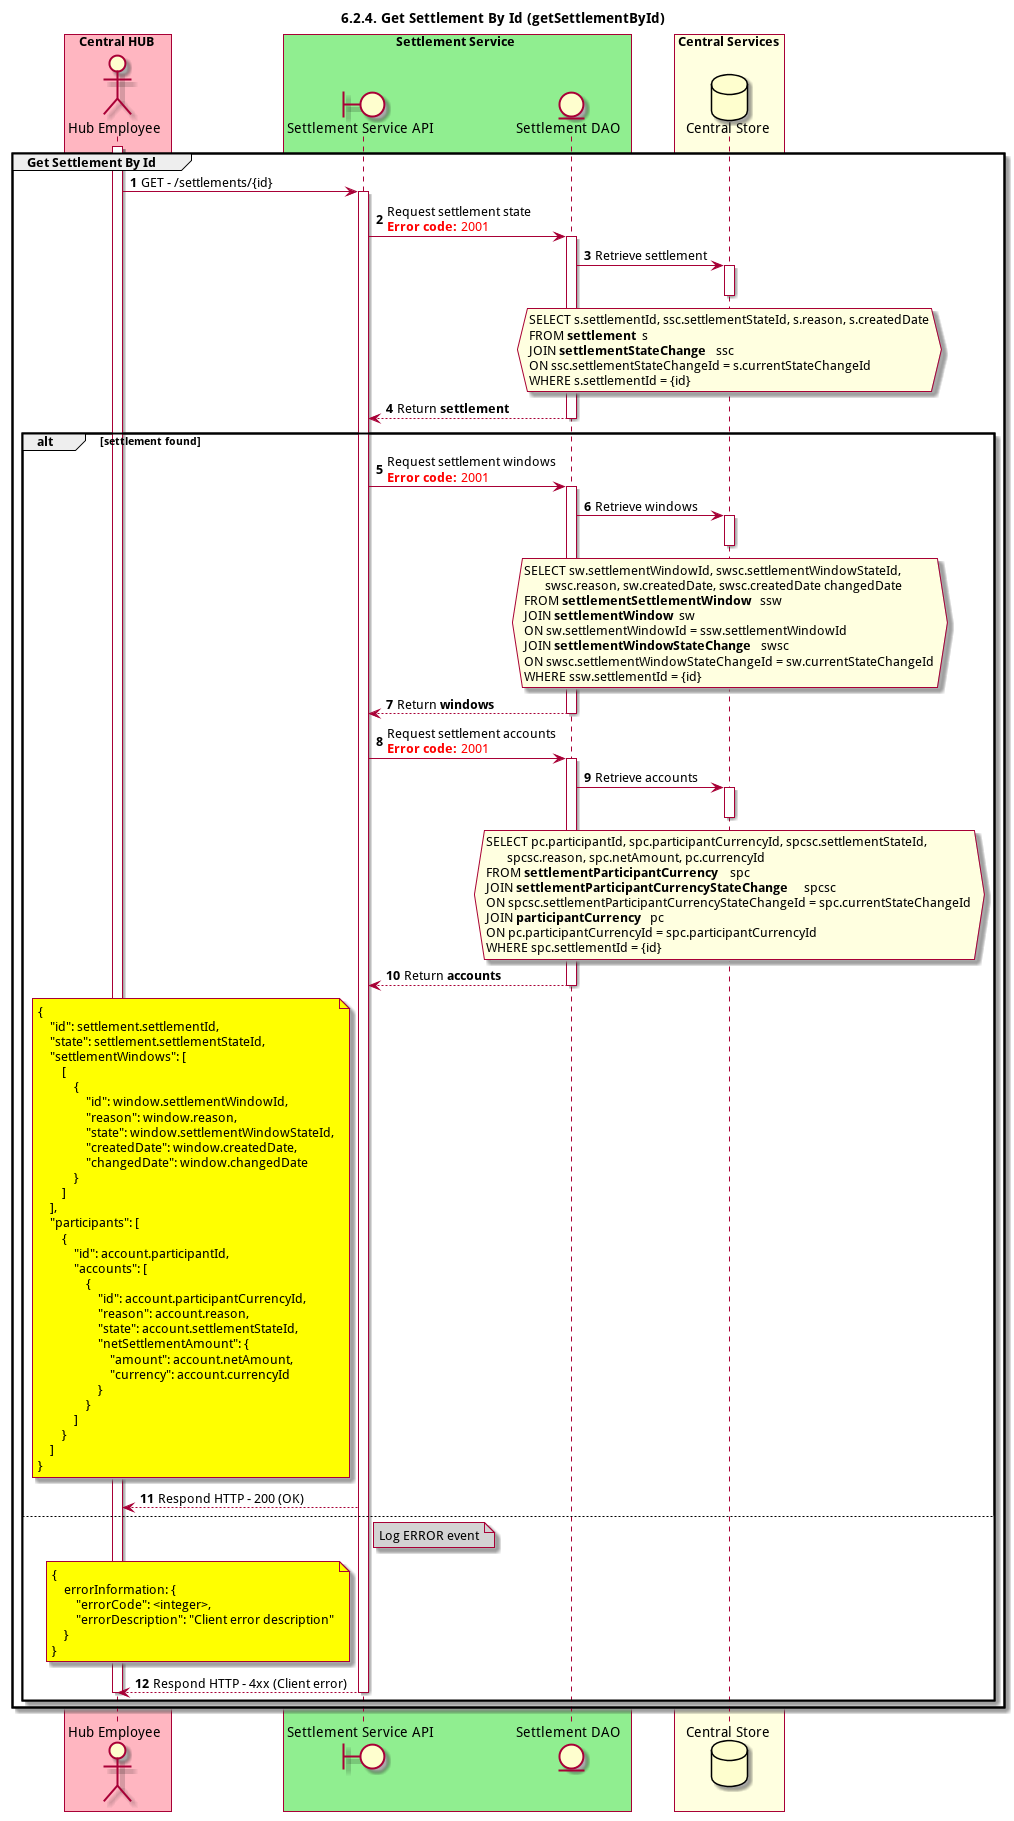 6.2.4. Get Settlement By Id (getSettlementById)
Central HUB
Settlement Service
Central Services
Hub Employee
Settlement Service API
Settlement DAO
Central Store
Get Settlement By Id
1 GET - /settlements/{id}
2 Request settlement state
Error code: 2001
3 Retrieve settlement
SELECT s.settlementId, ssc.settlementStateId, s.reason, s.createdDate
FROM settlement s
JOIN settlementStateChange ssc
ON ssc.settlementStateChangeId = s.currentStateChangeId
WHERE s.settlementId = {id}
4 Return settlement
alt [settlement found]
5 Request settlement windows
Error code: 2001
6 Retrieve windows
SELECT sw.settlementWindowId, swsc.settlementWindowStateId,
swsc.reason, sw.createdDate, swsc.createdDate changedDate
FROM settlementSettlementWindow ssw
JOIN settlementWindow sw
ON sw.settlementWindowId = ssw.settlementWindowId
JOIN settlementWindowStateChange swsc
ON swsc.settlementWindowStateChangeId = sw.currentStateChangeId
WHERE ssw.settlementId = {id}
7 Return windows
8 Request settlement accounts
Error code: 2001
9 Retrieve accounts
SELECT pc.participantId, spc.participantCurrencyId, spcsc.settlementStateId,
spcsc.reason, spc.netAmount, pc.currencyId
FROM settlementParticipantCurrency spc
JOIN settlementParticipantCurrencyStateChange spcsc
ON spcsc.settlementParticipantCurrencyStateChangeId = spc.currentStateChangeId
JOIN participantCurrency pc
ON pc.participantCurrencyId = spc.participantCurrencyId
WHERE spc.settlementId = {id}
10 Return accounts
{
"id": settlement.settlementId,
"state": settlement.settlementStateId,
"settlementWindows": [
[
{
"id": window.settlementWindowId,
"reason": window.reason,
"state": window.settlementWindowStateId,
"createdDate": window.createdDate,
"changedDate": window.changedDate
}
]
],
"participants": [
{
"id": account.participantId,
"accounts": [
{
"id": account.participantCurrencyId,
"reason": account.reason,
"state": account.settlementStateId,
"netSettlementAmount": {
"amount": account.netAmount,
"currency": account.currencyId
}
}
]
}
]
}
11 Respond HTTP - 200 (OK)
Log ERROR event
{
errorInformation: {
"errorCode": <integer>,
"errorDescription": "Client error description"
}
}
12 Respond HTTP - 4xx (Client error)
Hub Employee
Settlement Service API
Settlement DAO
Central Store